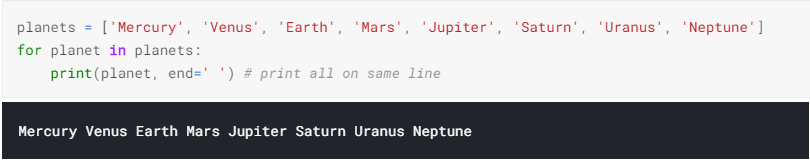 planets = ['Mercury', 'Venus', 'Earth', 'Mars', 'Jupiter', 'Saturn', 'Uranus', 'Neptune']
for planet in planets:
    print(planet, end=' ') # print all on same line
Mercury Venus Earth Mars Jupiter Saturn Uranus Neptune